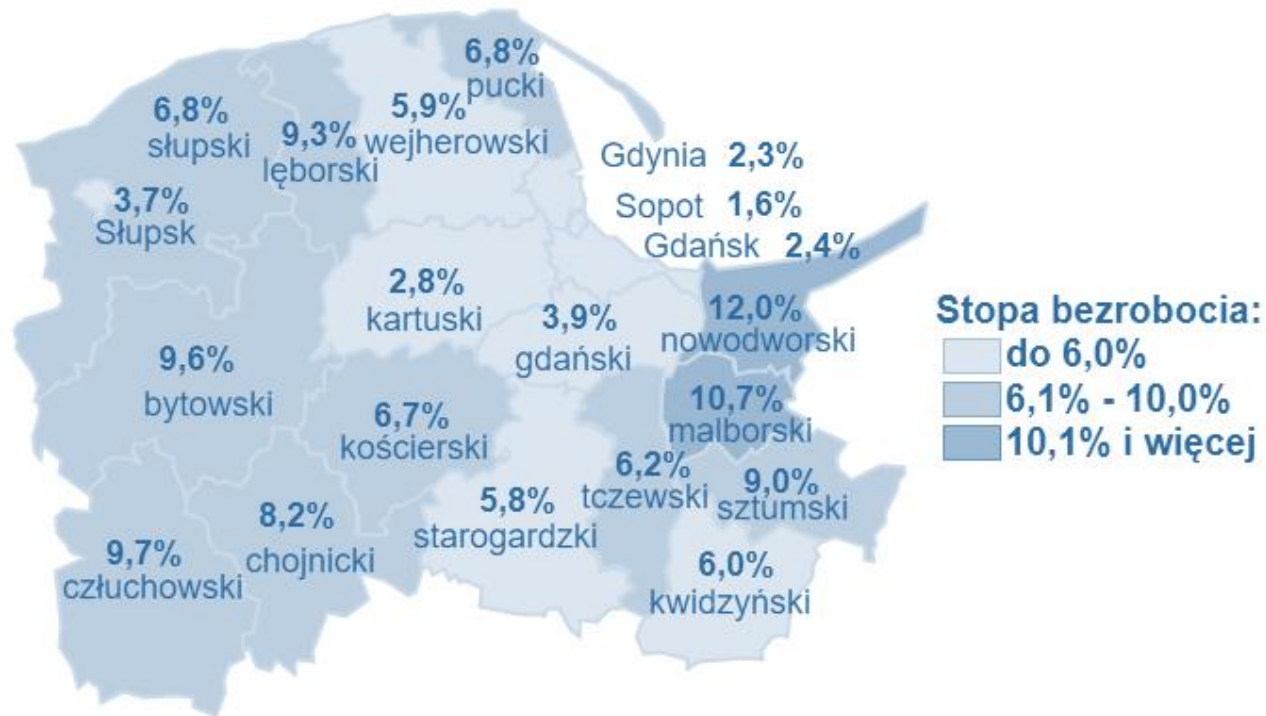 6,8%
pucki
6,8%
słupski
5,9%
wejherowski
9,3%
lęborski
Gdynia 2,3%
3,7%
Słupsk
Sopot 1,6%
Gdańsk 2,4%
2,8%
kartuski
3,9%
gdański
12,0%
nowodworski
Stopa bezrobocia:
do 6,0%
6,1% - 10,0%
10,1% i więcej
9,6%
bytowski
6,7%
kościerski
10,7%
malborski
6,2%
tczewski
9,0%
sztumski
5,8%
starogardzki
8,2%
chojnicki
9,7%
człuchowski
6,0%
kwidzyński